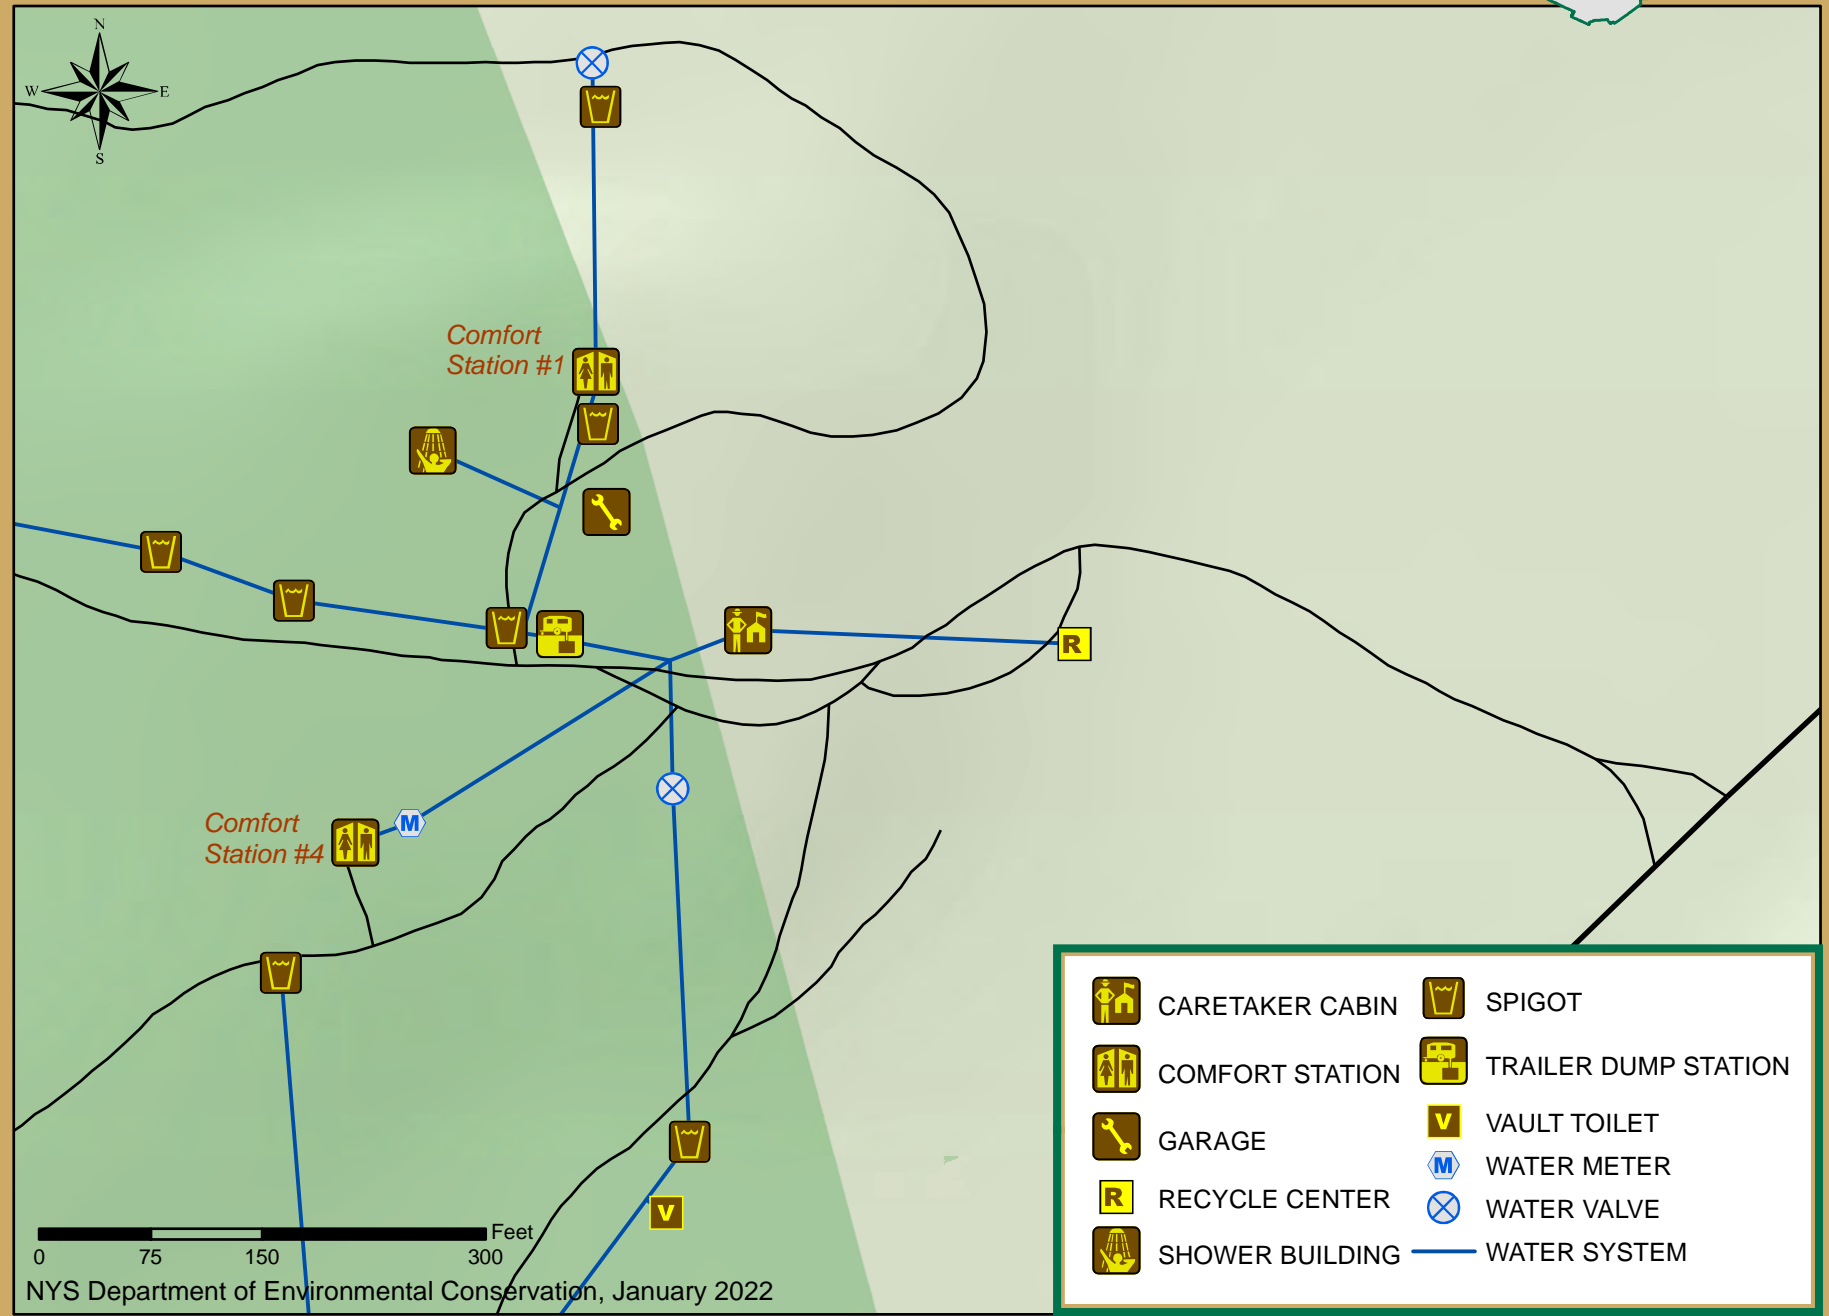 N
W
E
S
Comfort
Station #1
R
M
Comfort
Station #4
V
Feet
0 75 150 300
NYS Department of Environmental Conservation, January 2022
CARETAKER CABIN
COMFORT STATION
GARAGE
R RECYCLE CENTER
SHOWER BUILDING
SPIGOT
TRAILER DUMP STATION
V VAULT TOILET
M WATER METER
WATER VALVE
WATER SYSTEM